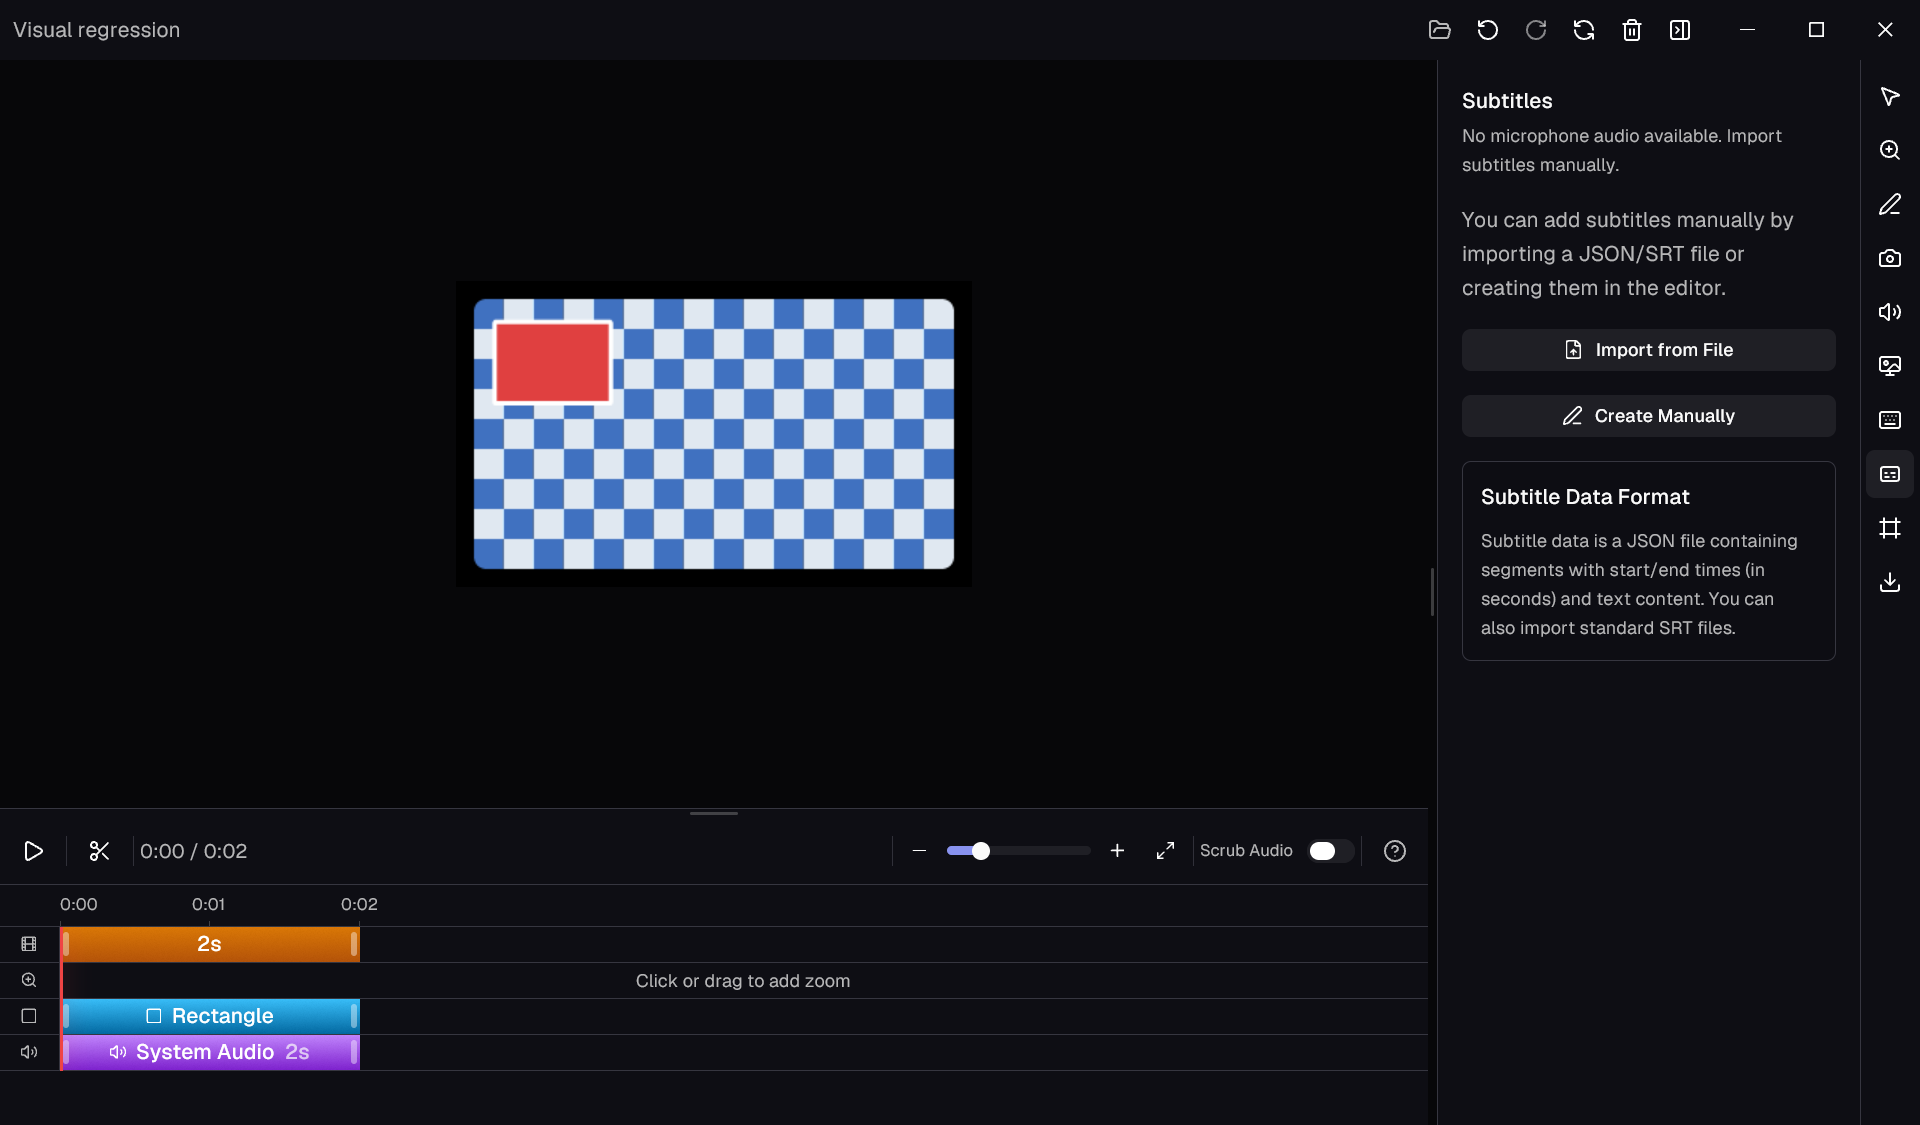 Visual regression
Subtitles
No microphone audio available. Import
subtitles manually.
You can add subtitles manually by
importing a JSON/SRT file or
creating them in the editor.
Import from File
Create Manually
Subtitle Data Format
Subtitle data is a JSON file containing
segments with start/end times (in
seconds) and text content. You can
also import standard SRT files.
0:00 / 0:02
Scrub Audio
0:00 0:01 0:02
2s
Click or drag to add zoom
Rectangle
System Audio 2s